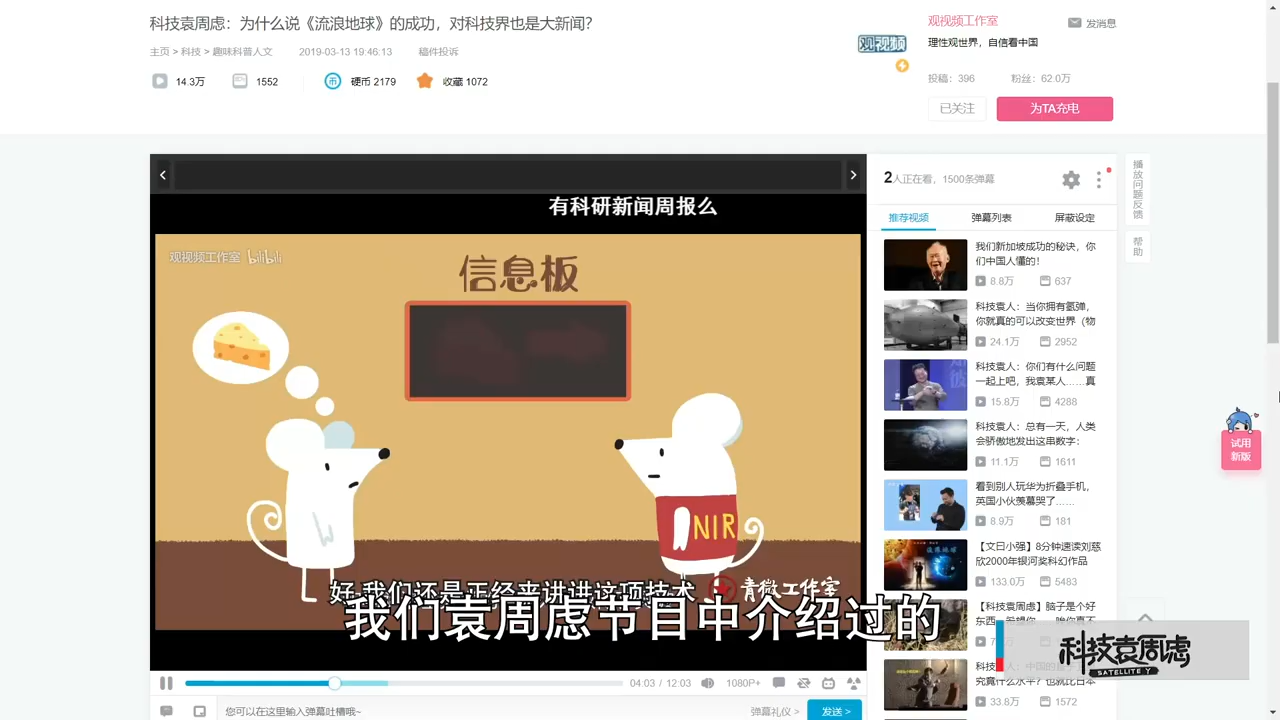 科技袁周虑：为什么说《流浪地球》的成功，对科技界也是大新闻？
主页 > 科技 > 趣味科普人文 2019-03-13 19:46:13 稿件投诉
14.3万 1552 硬币 2179 收藏 1072
观视频
观视频工作室
发消息
理性观世界，自信看中国
投稿：396 粉丝：62.0万
已关注 为TA充电
有科研新闻周报么
观视频工作室 bilibili
信息板
NIR
好 我们还是正经来讲讲这项技术
青微工作室
我们袁周虑节目中介绍过的
04:03 / 12:03 1080P+
您可以在这里输入弹幕吐槽哦~
弹幕礼仪 > 发送 >
2人正在看，1500条弹幕
推荐视频 弹幕列表 屏蔽设定
我们新加坡成功的秘诀，你
们中国人懂的！
8.8万 637
科技袁人：当你拥有氢弹，
你就真的可以改变世界（物
24.1万 2952
科技袁人：你们有什么问题
一起上吧，我袁某人……真
15.8万 4288
科技袁人：总有一天，人类
会骄傲地发出这串数字：
11.1万 1611
看到别人玩华为折叠手机，
英国小伙羡慕哭了……
8.9万 181
【文曰小强】8分钟速读刘慈
欣2000年银河奖科幻作品
133.0万 5483
【科技袁周虑】脑子是个好
33.8万 1572
科技袁周虑
SATELLITE Y
播放问题反馈
帮助
试用
新版